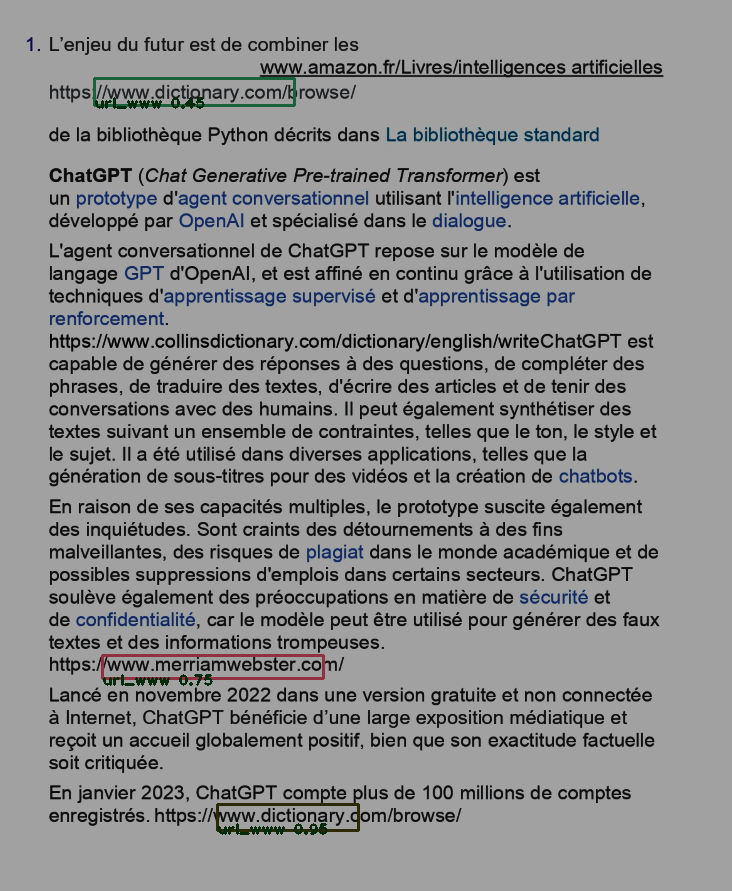 1. L'enjeu du futur est de combiner les
www.amazon.fr/Livres/intelligences artificielles
https://www.dictionary.com/browse/
url_www 0.45
de la bibliothèque Python décrits dans La bibliothèque standard
ChatGPT (Chat Generative Pre-trained Transformer) est
un prototype d'agent conversationnel utilisant l'intelligence artificielle,
développé par OpenAI et spécialisé dans le dialogue.
L'agent conversationnel de ChatGPT repose sur le modèle de
langage GPT d'OpenAI, et est affiné en continu grâce à l'utilisation de
techniques d'apprentissage supervisé et d'apprentissage par
renforcement.
https://www.collinsdictionary.com/dictionary/english/writeChatGPT est
capable de générer des réponses à des questions, de compléter des
phrases, de traduire des textes, d'écrire des articles et de tenir des
conversations avec des humains. Il peut également synthétiser des
textes suivant un ensemble de contraintes, telles que le ton, le style et
le sujet. Il a été utilisé dans diverses applications, telles que la
génération de sous-titres pour des vidéos et la création de chatbots.
En raison de ses capacités multiples, le prototype suscite également
des inquiétudes. Sont craints des détournements à des fins
malveillantes, des risques de plagiat dans le monde académique et de
possibles suppressions d'emplois dans certains secteurs. ChatGPT
soulève également des préoccupations en matière de sécurité et
de confidentialité, car le modèle peut être utilisé pour générer des faux
textes et des informations trompeuses.
https://www.merriamwebster.com/
url_www 0.75
Lancé en novembre 2022 dans une version gratuite et non connectée
à Internet, ChatGPT bénéficie d'une large exposition médiatique et
reçoit un accueil globalement positif, bien que son exactitude factuelle
soit critiquée.
En janvier 2023, ChatGPT compte plus de 100 millions de comptes
enregistrés. https://www.dictionary.com/browse/
url_www 0.95